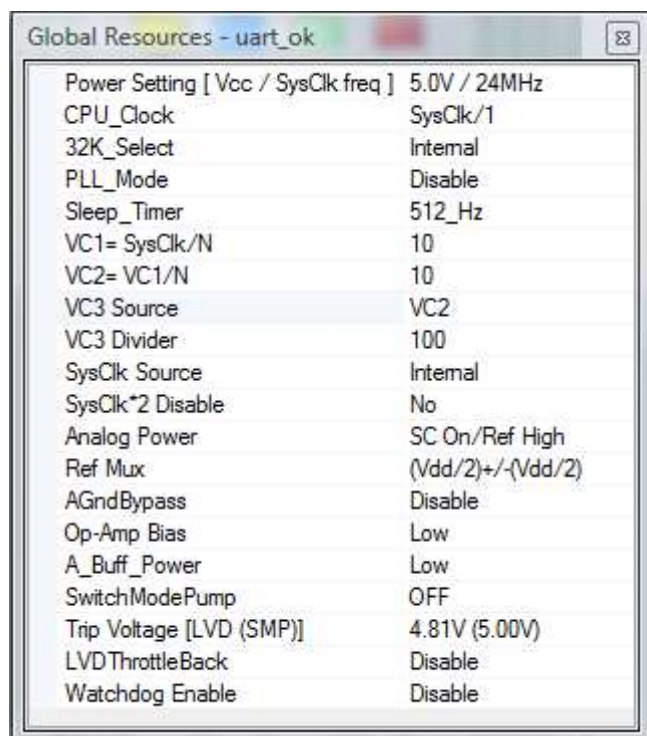 Global Resources - uart_ok
Power Setting [ Vcc / SysClk freq ] 5.0V / 24MHz
CPU_Clock SysClk/1
32K_Select Internal
PLL_Mode Disable
Sleep_Timer 512_Hz
VC1= SysClk/N 10
VC2= VC1/N 10
VC3 Source VC2
VC3 Divider 100
SysClk Source Internal
SysClk*2 Disable No
Analog Power SC On/Ref High
Ref Mux (Vdd/2)+/-(Vdd/2)
AGndBypass Disable
Op-Amp Bias Low
A_Buff_Power Low
SwitchModePump OFF
Trip Voltage [LVD (SMP)] 4.81V (5.00V)
LVDThrottleBack Disable
Watchdog Enable Disable